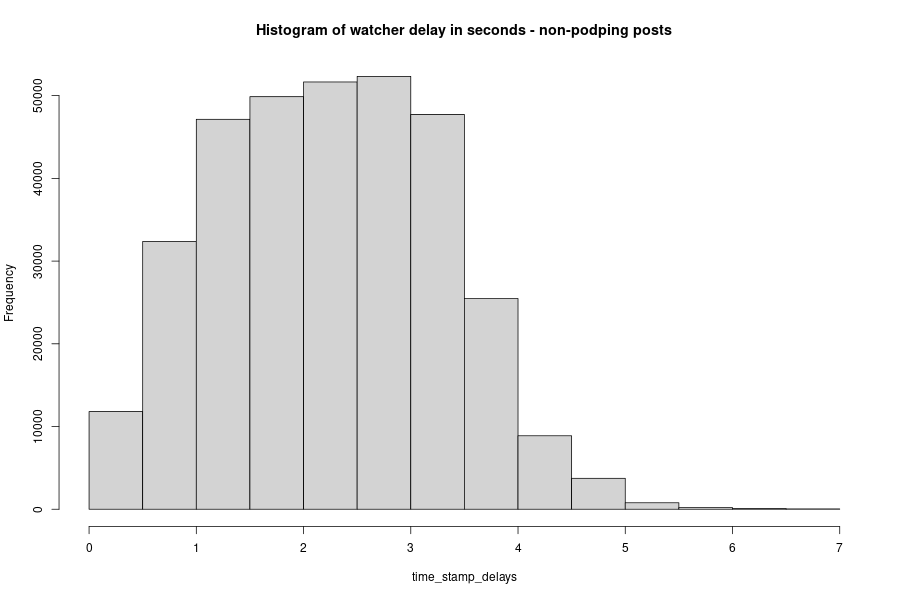 Histogram of watcher delay in seconds - non-podping posts
Frequency
50000
40000
30000
20000
10000
0
0 1 2 3 4 5 6 7
time_stamp_delays